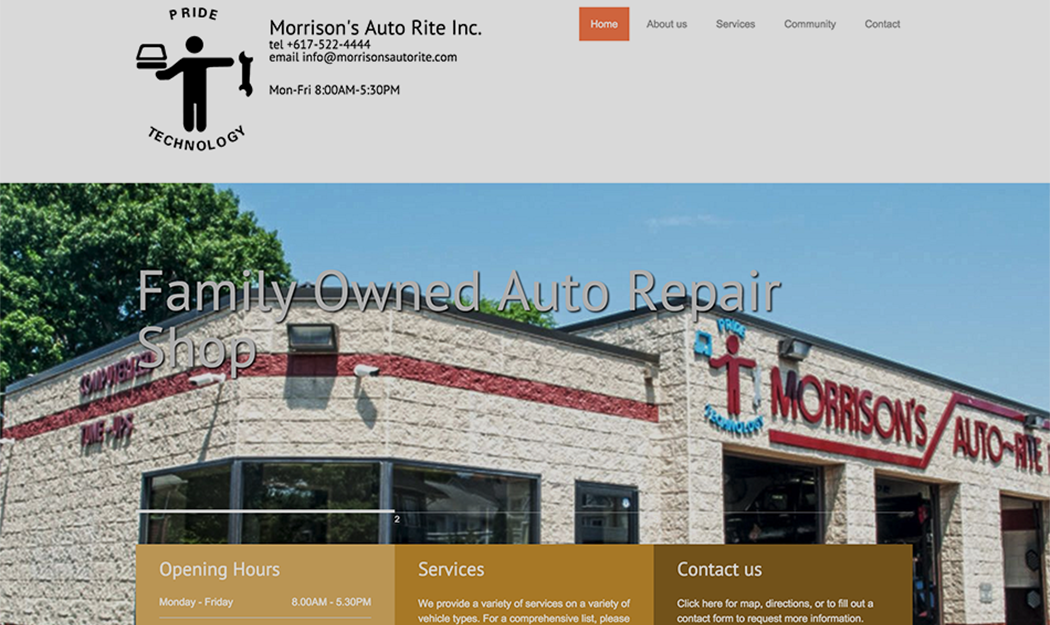 PRIDE
TECHNOLOGY
Morrison's Auto Rite Inc.
tel +617-522-4444
email info@morrisonsautorite.com
Mon-Fri 8:00AM-5:30PM
Home About us Services Community Contact
Family Owned Auto Repair
Shop
COMPUTERIZED
TUNE-UPS
PRIDE
TECHNOLOGY
MORRISON'S
AUTO-RITE
2
Opening Hours
Monday - Friday 8.00AM - 5.30PM
Services
We provide a variety of services on a variety of
vehicle types. For a comprehensive list, please
Contact us
Click here for map, directions, or to fill out a
contact form to request more information.